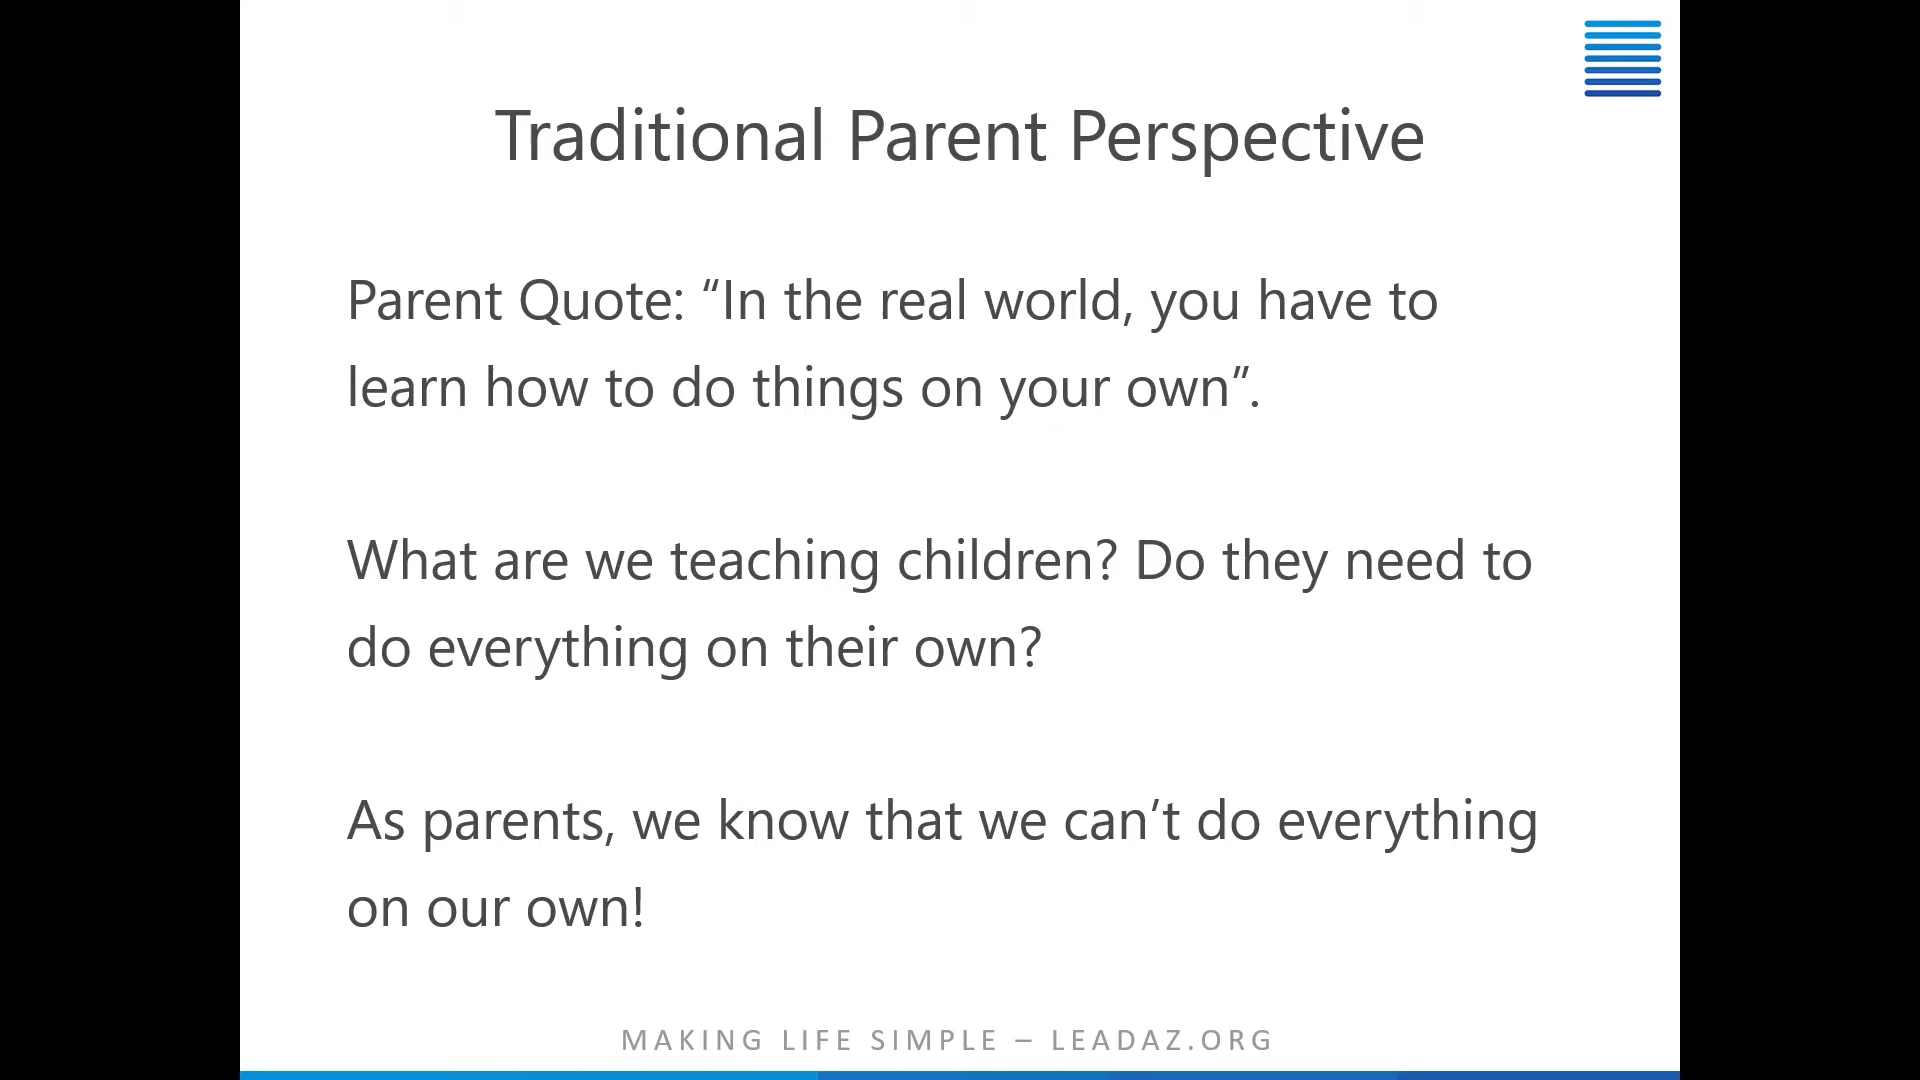 Traditional Parent Perspective
Parent Quote: “In the real world, you have to
learn how to do things on your own”.
What are we teaching children? Do they need to
do everything on their own?
As parents, we know that we can’t do everything
on our own!
MAKING LIFE SIMPLE – LEADAZ.ORG